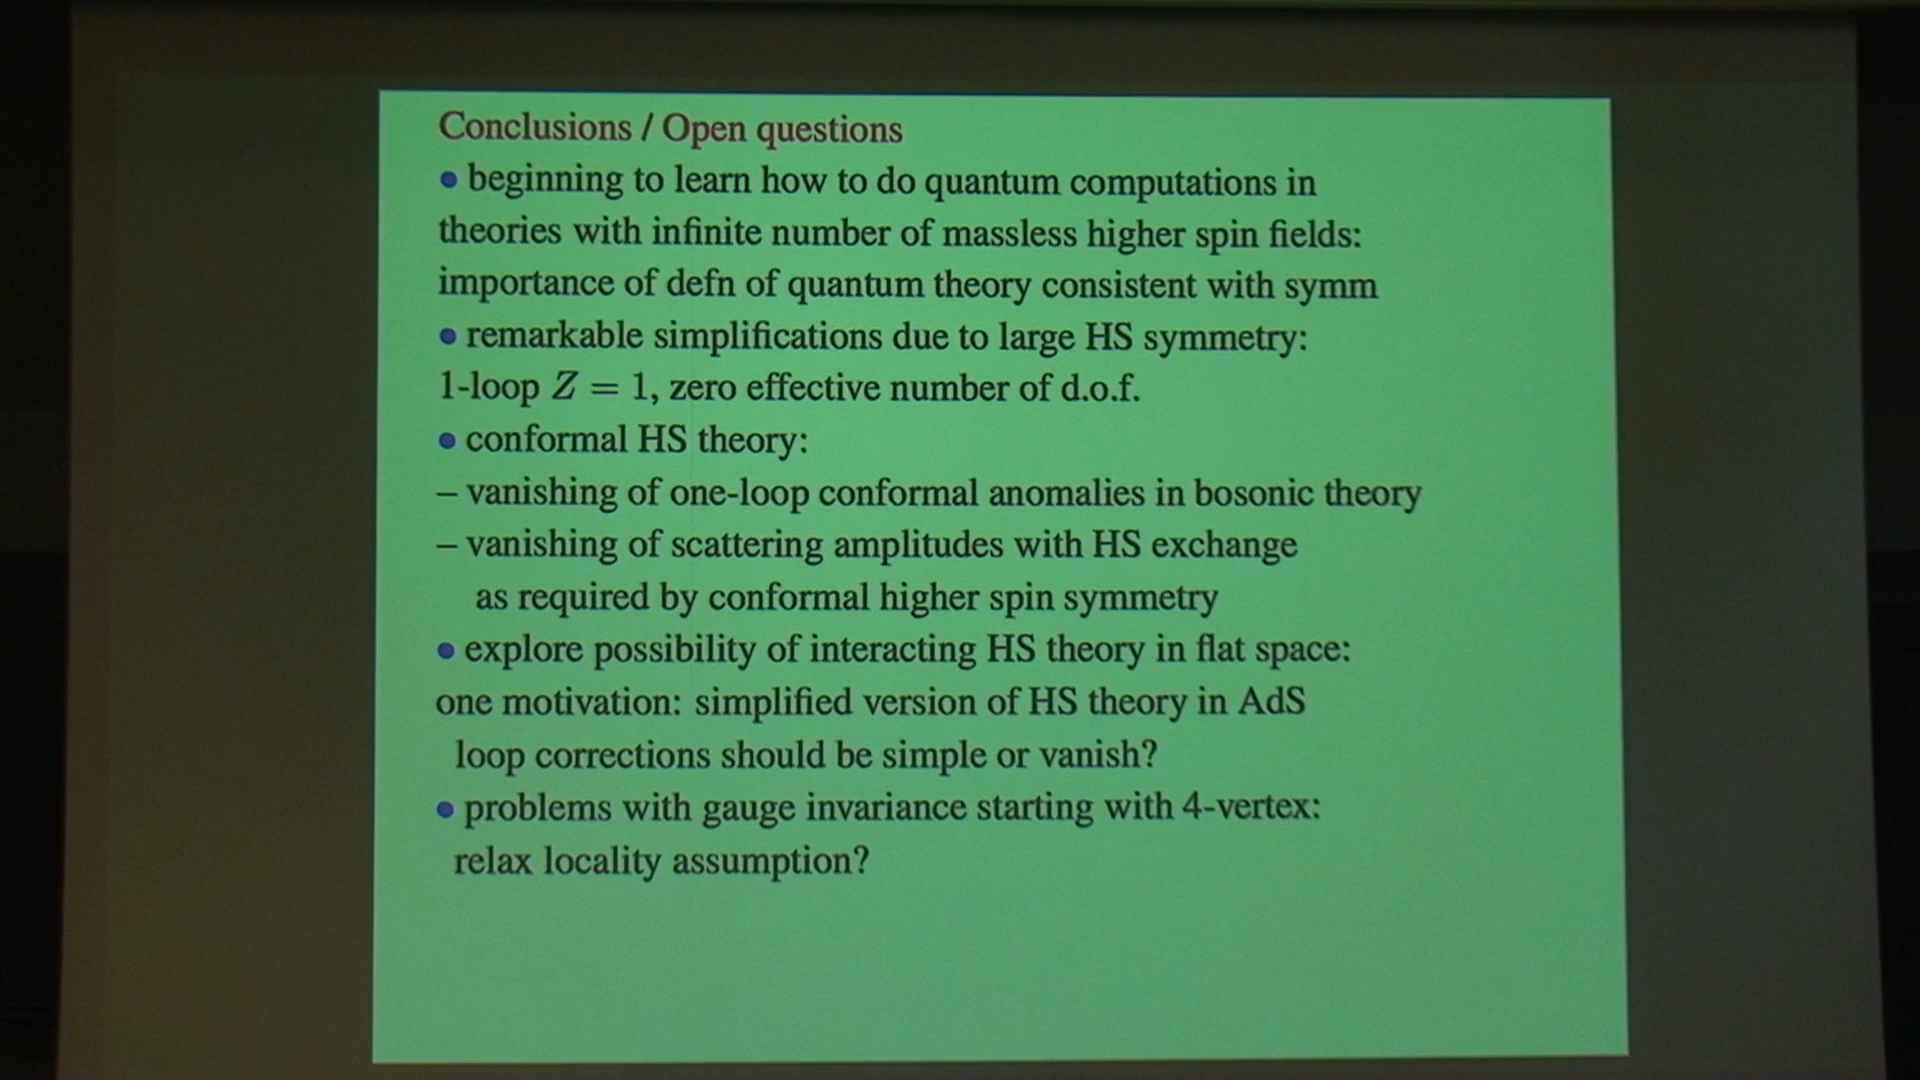 Conclusions / Open questions
• beginning to learn how to do quantum computations in
theories with infinite number of massless higher spin fields:
importance of defn of quantum theory consistent with symm
• remarkable simplifications due to large HS symmetry:
1-loop Z = 1, zero effective number of d.o.f.
• conformal HS theory:
– vanishing of one-loop conformal anomalies in bosonic theory
– vanishing of scattering amplitudes with HS exchange
as required by conformal higher spin symmetry
• explore possibility of interacting HS theory in flat space:
one motivation: simplified version of HS theory in AdS
loop corrections should be simple or vanish?
• problems with gauge invariance starting with 4-vertex:
relax locality assumption?